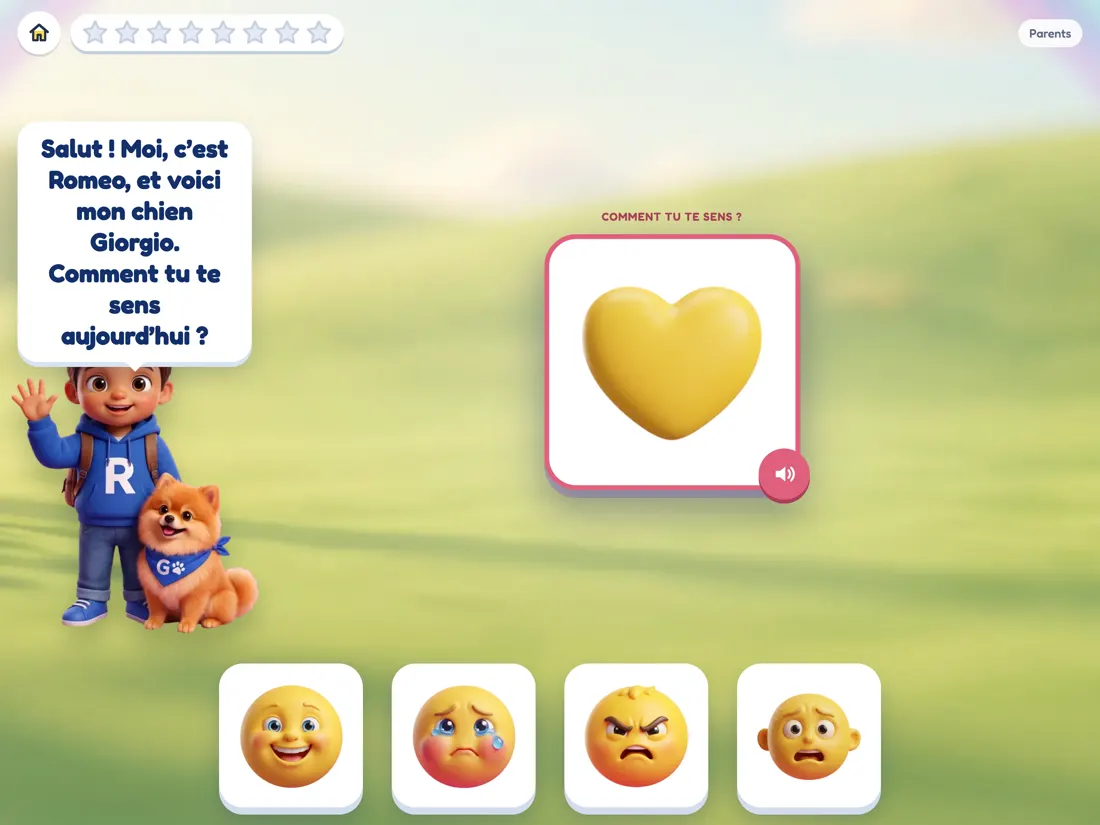 Parents
Salut ! Moi, c’est
Romeo, et voici
mon chien
Giorgio.
Comment tu te
sens
aujourd’hui ?
COMMENT TU TE SENS ?
R
G